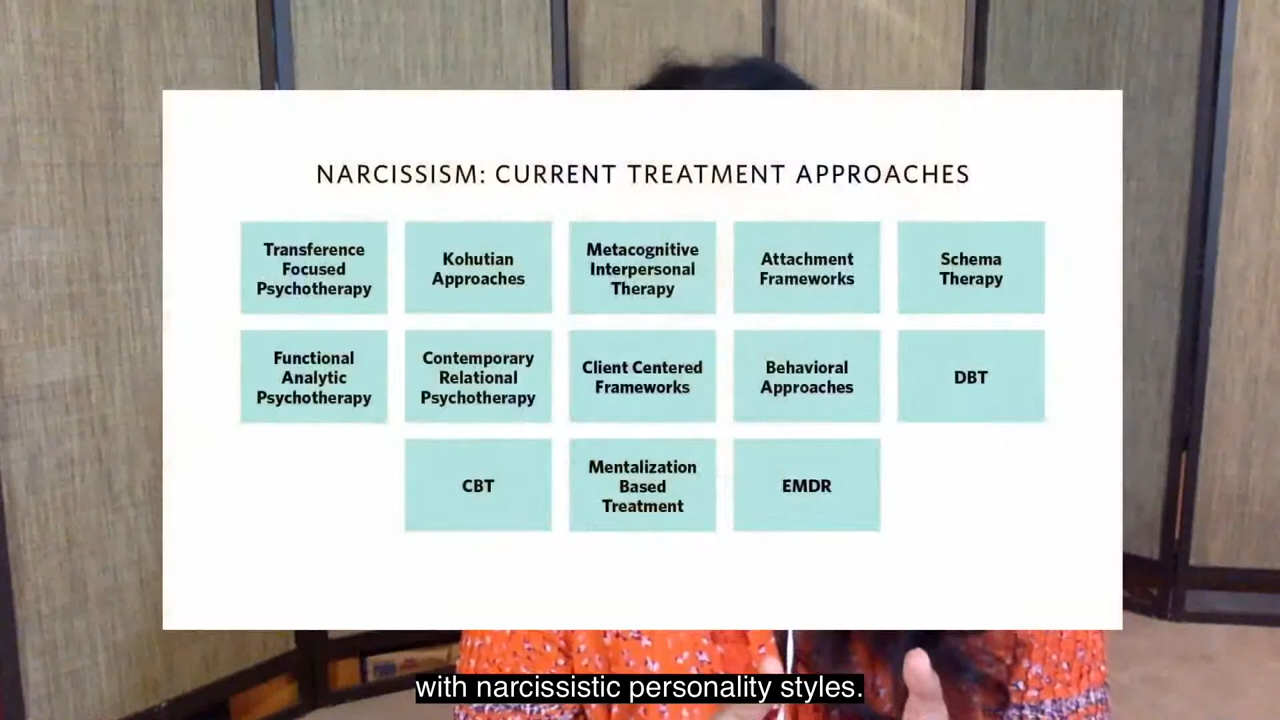 NARCISSISM: CURRENT TREATMENT APPROACHES
Transference
Focused
Psychotherapy
Kohutian
Approaches
Metacognitive
Interpersonal
Therapy
Attachment
Frameworks
Schema
Therapy
Functional
Analytic
Psychotherapy
Contemporary
Relational
Psychotherapy
Client Centered
Frameworks
Behavioral
Approaches
DBT
CBT
Mentalization
Based
Treatment
EMDR
with narcissistic personality styles.